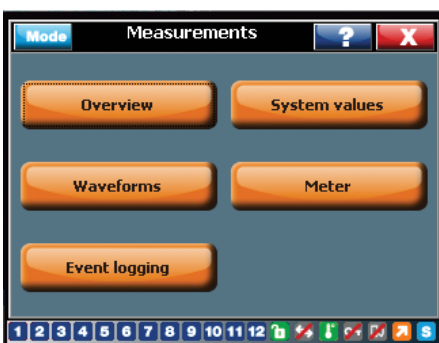 Mode Measurements ? X
Overview System values
Waveforms Meter
Event logging
1 2 3 4 5 6 7 8 9 10 11 12 S